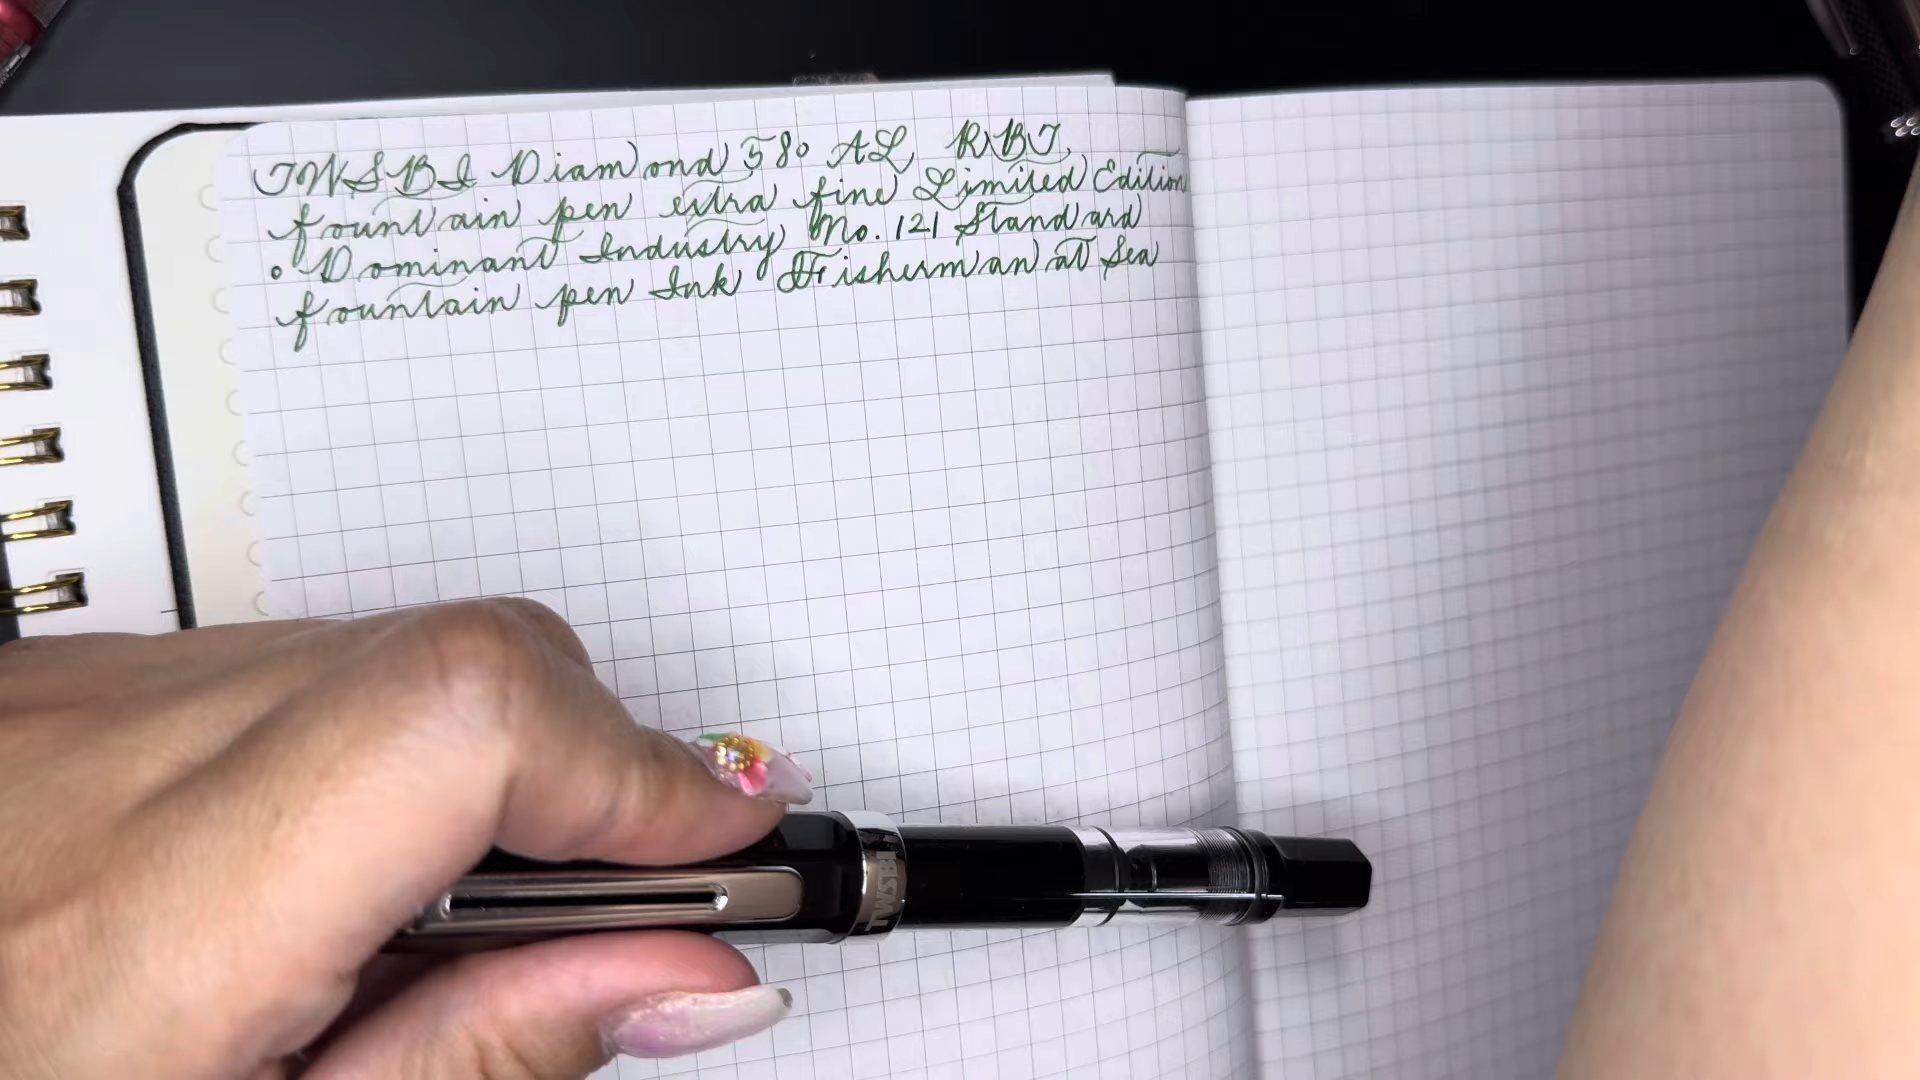 TWSBI Diamond 580 AL RBT
fountain pen extra fine Limited Edition
• Dominant Industry No. 121 Standard
fountain pen Ink Fisherman at Sea
TWSBI